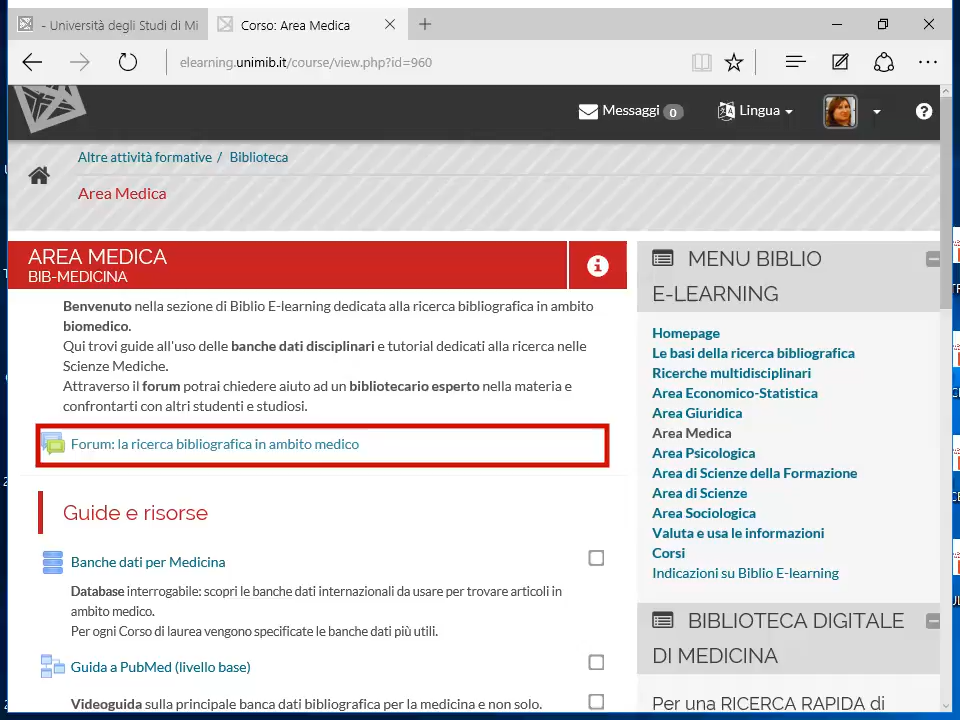 - Università degli Studi di Mi
Corso: Area Medica
elearning.unimib.it/course/view.php?id=960
Messaggi 0
Lingua
Altre attività formative / Biblioteca
Area Medica
AREA MEDICA
BIB-MEDICINA
Benvenuto nella sezione di Biblio E-learning dedicata alla ricerca bibliografica in ambito
biomedico.
Qui trovi guide all'uso delle banche dati disciplinari e tutorial dedicati alla ricerca nelle
Scienze Mediche.
Attraverso il forum potrai chiedere aiuto ad un bibliotecario esperto nella materia e
confrontarti con altri studenti e studiosi.
Forum: la ricerca bibliografica in ambito medico
Guide e risorse
Banche dati per Medicina
Database interrogabile: scopri le banche dati internazionali da usare per trovare articoli in
ambito medico.
Per ogni Corso di laurea vengono specificate le banche dati più utili.
Guida a PubMed (livello base)
Videoguida sulla principale banca dati bibliografica per la medicina e non solo.
MENU BIBLIO
E-LEARNING
Homepage
Le basi della ricerca bibliografica
Ricerche multidisciplinari
Area Economico-Statistica
Area Giuridica
Area Medica
Area Psicologica
Area di Scienze della Formazione
Area di Scienze
Area Sociologica
Valuta e usa le informazioni
Corsi
Indicazioni su Biblio E-learning
BIBLIOTECA DIGITALE
DI MEDICINA
Per una RICERCA RAPIDA di